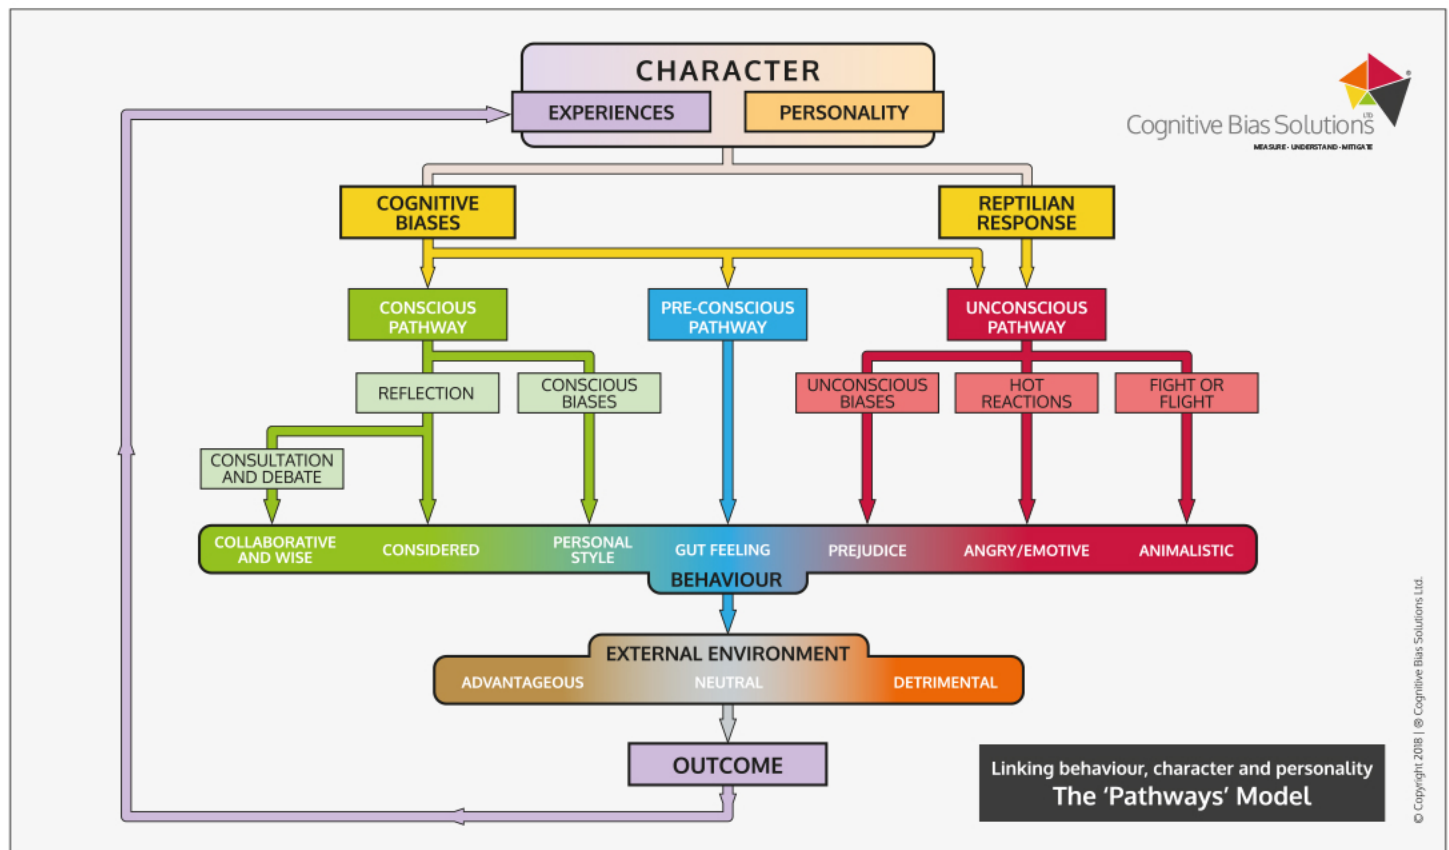 CHARACTER
EXPERIENCES
PERSONALITY
Cognitive Bias Solutions LTD
®
MEASURE - UNDERSTAND - MITIGATE
COGNITIVE
BIASES
REPTILIAN
RESPONSE
CONSCIOUS
PATHWAY
PRE-CONSCIOUS
PATHWAY
UNCONSCIOUS
PATHWAY
REFLECTION
CONSCIOUS
BIASES
UNCONSCIOUS
BIASES
HOT
REACTIONS
FIGHT OR
FLIGHT
CONSULTATION
AND DEBATE
COLLABORATIVE
AND WISE
CONSIDERED
PERSONAL
STYLE
GUT FEELING
PREJUDICE
ANGRY/EMOTIVE
ANIMALISTIC
BEHAVIOUR
EXTERNAL ENVIRONMENT
ADVANTAGEOUS
NEUTRAL
DETRIMENTAL
OUTCOME
Linking behaviour, character and personality
The ‘Pathways’ Model
© Copyright 2018 | ® Cognitive Bias Solutions Ltd.